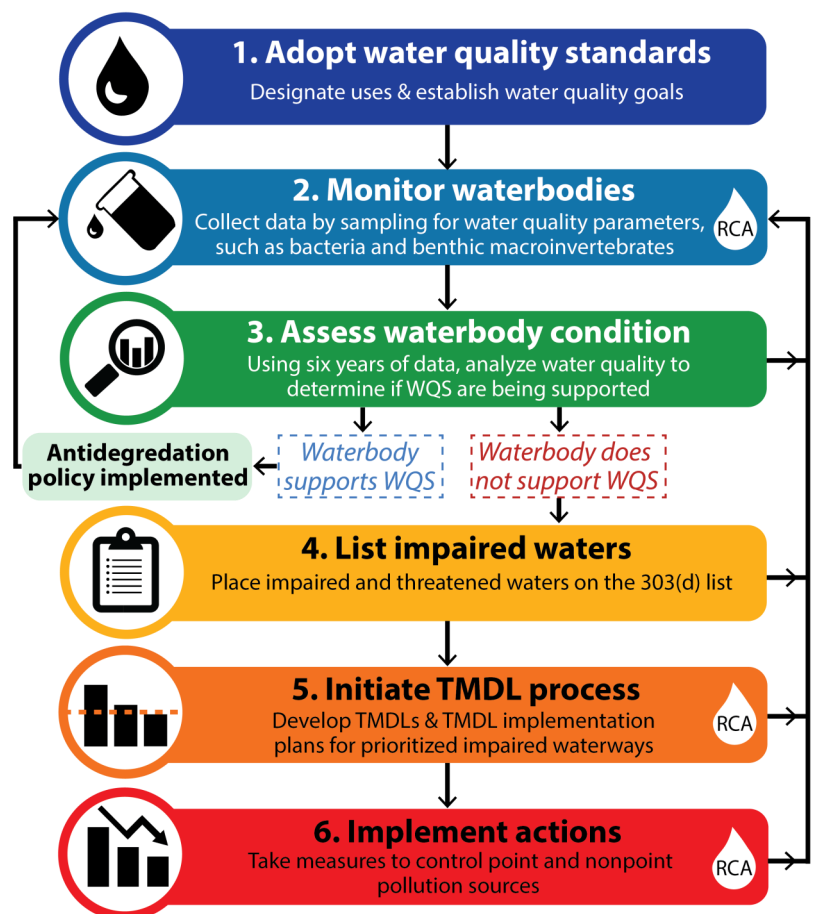 1. Adopt water quality standards
Designate uses & establish water quality goals
2. Monitor waterbodies
Collect data by sampling for water quality parameters,
such as bacteria and benthic macroinvertebrates
RCA
3. Assess waterbody condition
Using six years of data, analyze water quality to
determine if WQS are being supported
Antidegredation
policy implemented
Waterbody
supports WQS
Waterbody does
not support WQS
4. List impaired waters
Place impaired and threatened waters on the 303(d) list
5. Initiate TMDL process
Develop TMDLs & TMDL implementation
plans for prioritized impaired waterways
RCA
6. Implement actions
Take measures to control point and nonpoint
pollution sources
RCA